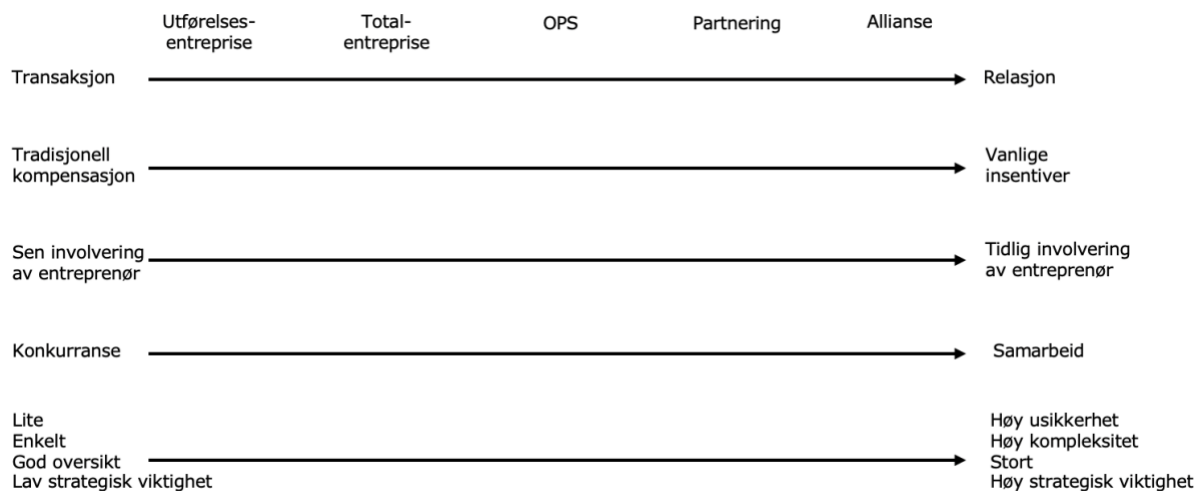 Utførelses-
entreprise
Total-
entreprise
OPS
Partnering
Allianse
Transaksjon
Relasjon
Tradisjonell
kompensasjon
Vanlige
insentiver
Sen involvering
av entreprenør
Tidlig involvering
av entreprenør
Konkurranse
Samarbeid
Lite
Enkelt
God oversikt
Lav strategisk viktighet
Høy usikkerhet
Høy kompleksitet
Stort
Høy strategisk viktighet